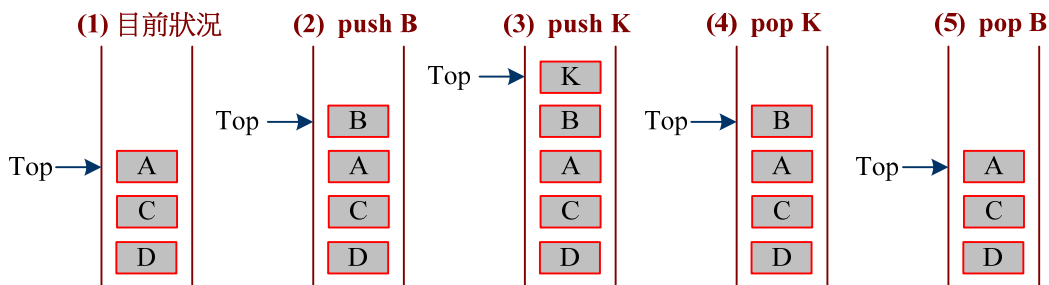 (1) 目前狀況
(2) push B
(3) push K
(4) pop K
(5) pop B
Top
A
C
D
Top
B
A
C
D
Top
K
B
A
C
D
Top
B
A
C
D
Top
A
C
D